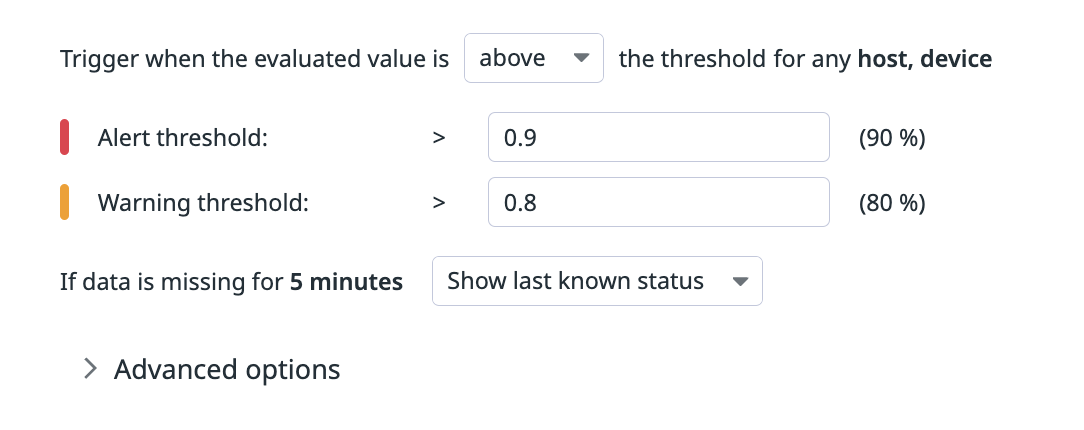 Trigger when the evaluated value is above the threshold for any host, device
Alert threshold: > 0.9 (90 %)
Warning threshold: > 0.8 (80 %)
If data is missing for 5 minutes Show last known status
Advanced options